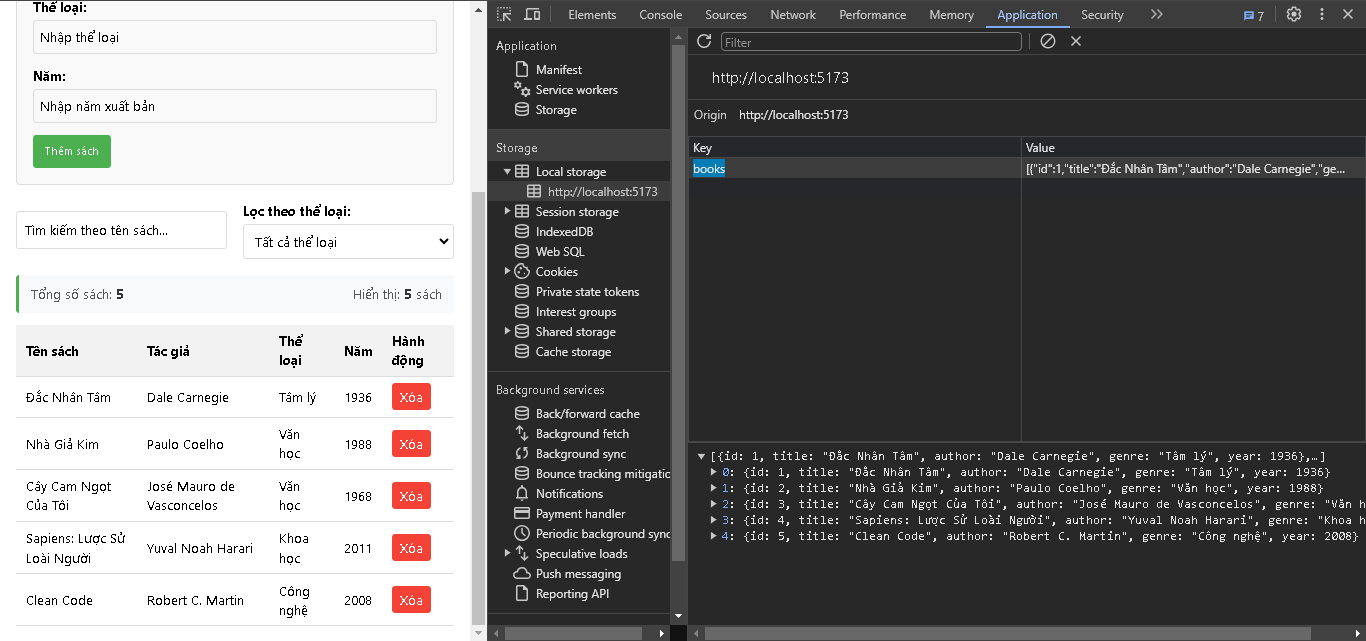 Thể loại:
Nhập thể loại
Năm:
Nhập năm xuất bản
Thêm sách
Tìm kiếm theo tên sách...
Lọc theo thể loại:
Tất cả thể loại
Tổng số sách: 5
Hiển thị: 5 sách
Tên sách Tác giả Thể loại Năm Hành động
Đắc Nhân Tâm Dale Carnegie Tâm lý 1936 Xóa
Nhà Giả Kim Paulo Coelho Văn học 1988 Xóa
Cây Cam Ngọt Của Tôi José Mauro de Vasconcelos Văn học 1968 Xóa
Sapiens: Lược Sử Loài Người Yuval Noah Harari Khoa học 2011 Xóa
Clean Code Robert C. Martin Công nghệ 2008 Xóa
Elements Console Sources Network Performance Memory Application Security 7
Application
Manifest
Service workers
Storage
Storage
Local storage
http://localhost:5173
Session storage
IndexedDB
Web SQL
Cookies
Private state tokens
Interest groups
Shared storage
Cache storage
Background services
Back/forward cache
Background fetch
Background sync
Bounce tracking mitigatio
Notifications
Payment handler
Periodic background sync
Speculative loads
Push messaging
Reporting API
Filter
http://localhost:5173
Origin http://localhost:5173
Key Value
books [{"id":1,"title":"Đắc Nhân Tâm","author":"Dale Carnegie","ge...
[{id: 1, title: "Đắc Nhân Tâm", author: "Dale Carnegie", genre: "Tâm lý", year: 1936},…]
0: {id: 1, title: "Đắc Nhân Tâm", author: "Dale Carnegie", genre: "Tâm lý", year: 1936}
1: {id: 2, title: "Nhà Giả Kim", author: "Paulo Coelho", genre: "Văn học", year: 1988}
2: {id: 3, title: "Cây Cam Ngọt Của Tôi", author: "José Mauro de Vasconcelos", genre: "Văn h
3: {id: 4, title: "Sapiens: Lược Sử Loài Người", author: "Yuval Noah Harari", genre: "Khoa h
4: {id: 5, title: "Clean Code", author: "Robert C. Martin", genre: "Công nghệ", year: 2008}